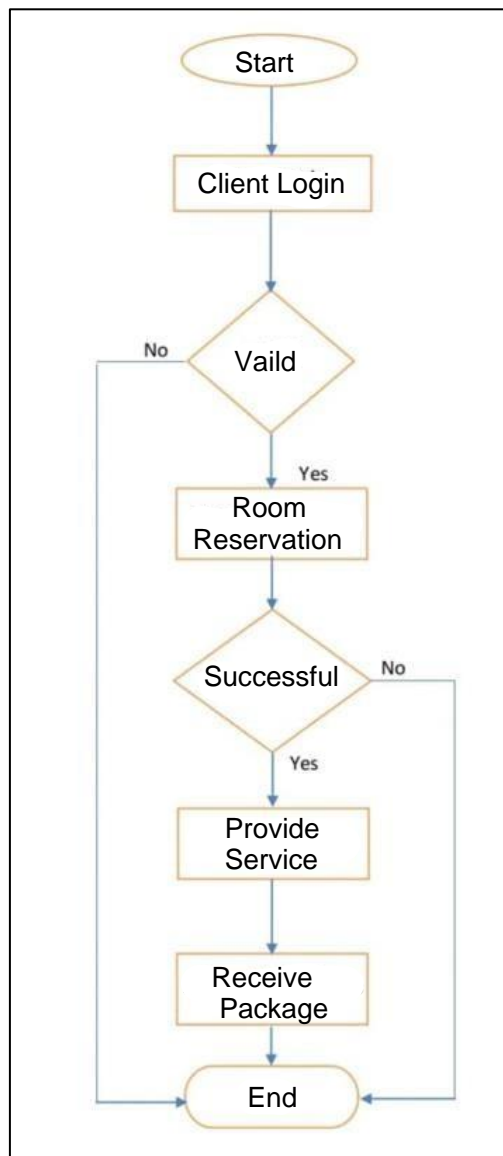 Start
Client Login
No
Vaild
Yes
Room
Reservation
Successful
No
Yes
Provide
Service
Receive
Package
End